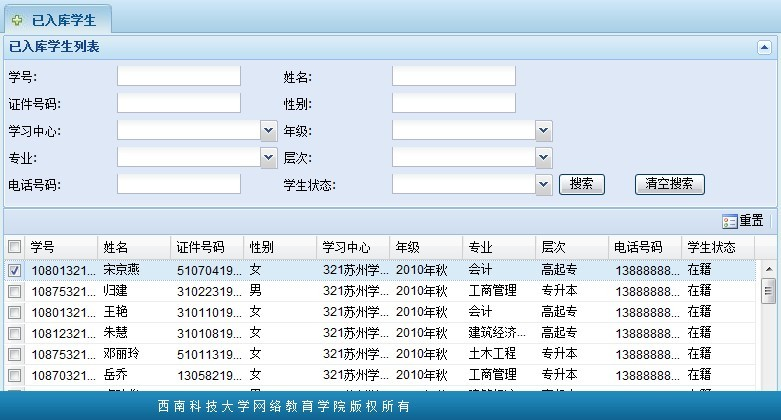 已入库学生
已入库学生列表
学号: 姓名:
证件号码: 性别:
学习中心: 年级:
专业: 层次:
电话号码: 学生状态: 搜索 清空搜索
重置
学号 姓名 证件号码 性别 学习中心 年级 专业 层次 电话号码 学生状态
10801321... 宋京燕 51070419... 女 321苏州学... 2010年秋 会计 高起专 13888888... 在籍
10875321... 归建 31022319... 男 321苏州学... 2010年秋 工商管理 专升本 13888888... 在籍
10801321... 王艳 31011019... 女 321苏州学... 2010年秋 会计 高起专 13888888... 在籍
10812321... 朱慧 31010819... 女 321苏州学... 2010年秋 建筑经济... 高起专 13888888... 在籍
10875321... 邓丽玲 51011319... 女 321苏州学... 2010年秋 土木工程 专升本 13888888... 在籍
10870321... 岳乔 13058219... 女 321苏州学... 2010年秋 工商管理 高起专 13888888... 在籍
西南科技大学网络教育学院版权所有